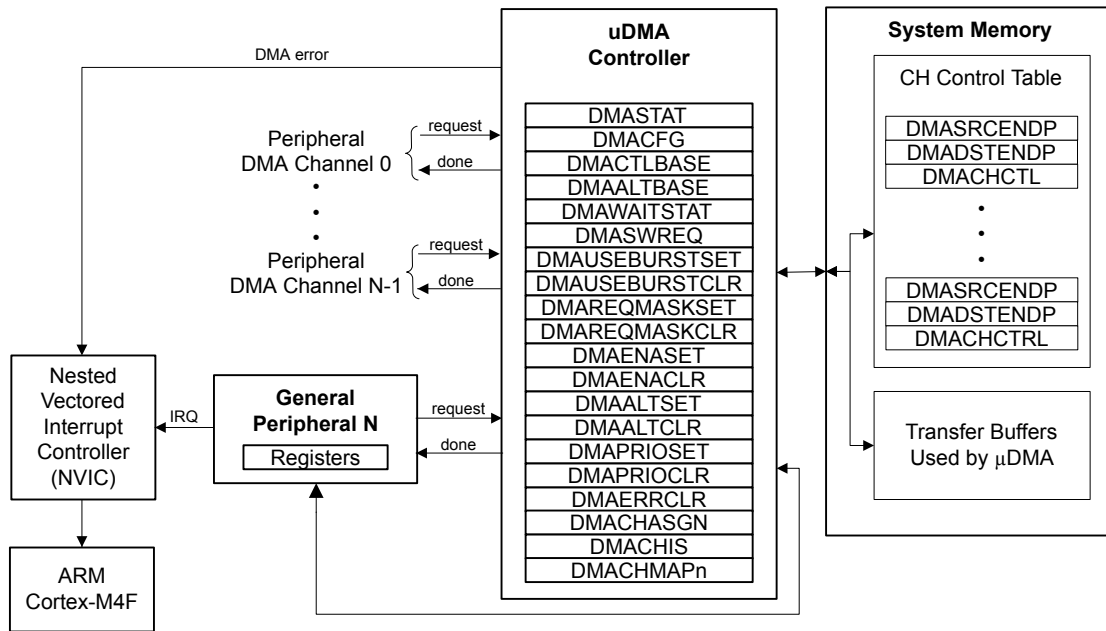 uDMA
Controller
DMASTAT
DMACFG
DMACTLBASE
DMAALTBASE
DMAWAITSTAT
DMASWREQ
DMAUSEBURSTSET
DMAUSEBURSTCLR
DMAREQMASKSET
DMAREQMASKCLR
DMAENASET
DMAENACLR
DMAALTSET
DMAALTCLR
DMAPRIOSET
DMAPRIOCLR
DMAERRCLR
DMACHASGN
DMACHIS
DMACHMAPn
System Memory
CH Control Table
DMASRCENDP
DMADSTENDP
DMACHCTL
•
•
•
DMASRCENDP
DMADSTENDP
DMACHCTRL
Transfer Buffers
Used by μDMA
DMA error
Peripheral
DMA Channel 0
request
done
•
•
•
Peripheral
DMA Channel N-1
request
done
Nested
Vectored
Interrupt
Controller
(NVIC)
IRQ
General
Peripheral N
Registers
request
done
ARM
Cortex-M4F